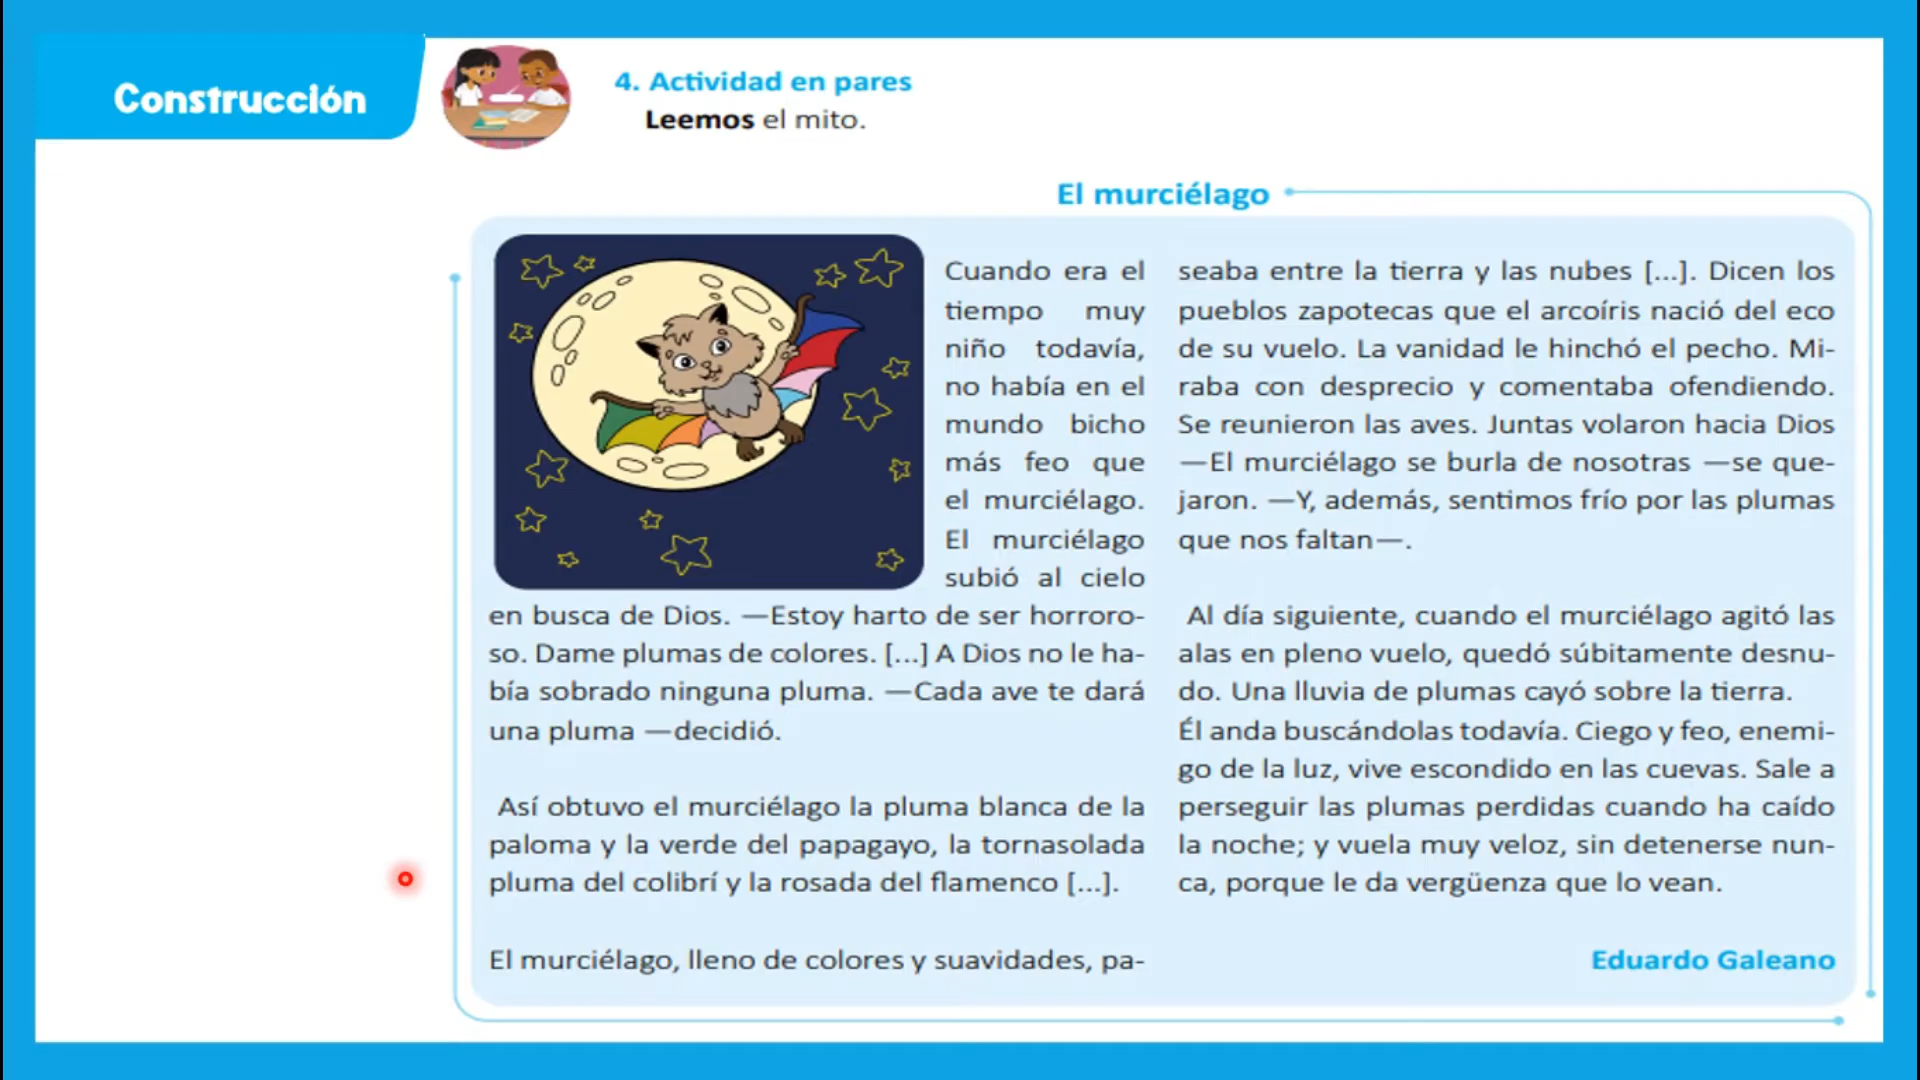 Construcción
4. Actividad en pares
Leemos el mito.
El murciélago
Cuando era el
tiempo muy
niño todavía,
no había en el
mundo bicho
más feo que
el murciélago.
El murciélago
subió al cielo
en busca de Dios. —Estoy harto de ser horroro-
so. Dame plumas de colores. [...] A Dios no le ha-
bía sobrado ninguna pluma. —Cada ave te dará
una pluma —decidió.
Así obtuvo el murciélago la pluma blanca de la
paloma y la verde del papagayo, la tornasolada
pluma del colibrí y la rosada del flamenco [...].
El murciélago, lleno de colores y suavidades, pa-
seaba entre la tierra y las nubes [...]. Dicen los
pueblos zapotecas que el arcoíris nació del eco
de su vuelo. La vanidad le hinchó el pecho. Mi-
raba con desprecio y comentaba ofendiendo.
Se reunieron las aves. Juntas volaron hacia Dios
—El murciélago se burla de nosotras —se que-
jaron. —Y, además, sentimos frío por las plumas
que nos faltan—.
Al día siguiente, cuando el murciélago agitó las
alas en pleno vuelo, quedó súbitamente desnu-
do. Una lluvia de plumas cayó sobre la tierra.
Él anda buscándolas todavía. Ciego y feo, enemi-
go de la luz, vive escondido en las cuevas. Sale a
perseguir las plumas perdidas cuando ha caído
la noche; y vuela muy veloz, sin detenerse nun-
ca, porque le da vergüenza que lo vean.
Eduardo Galeano